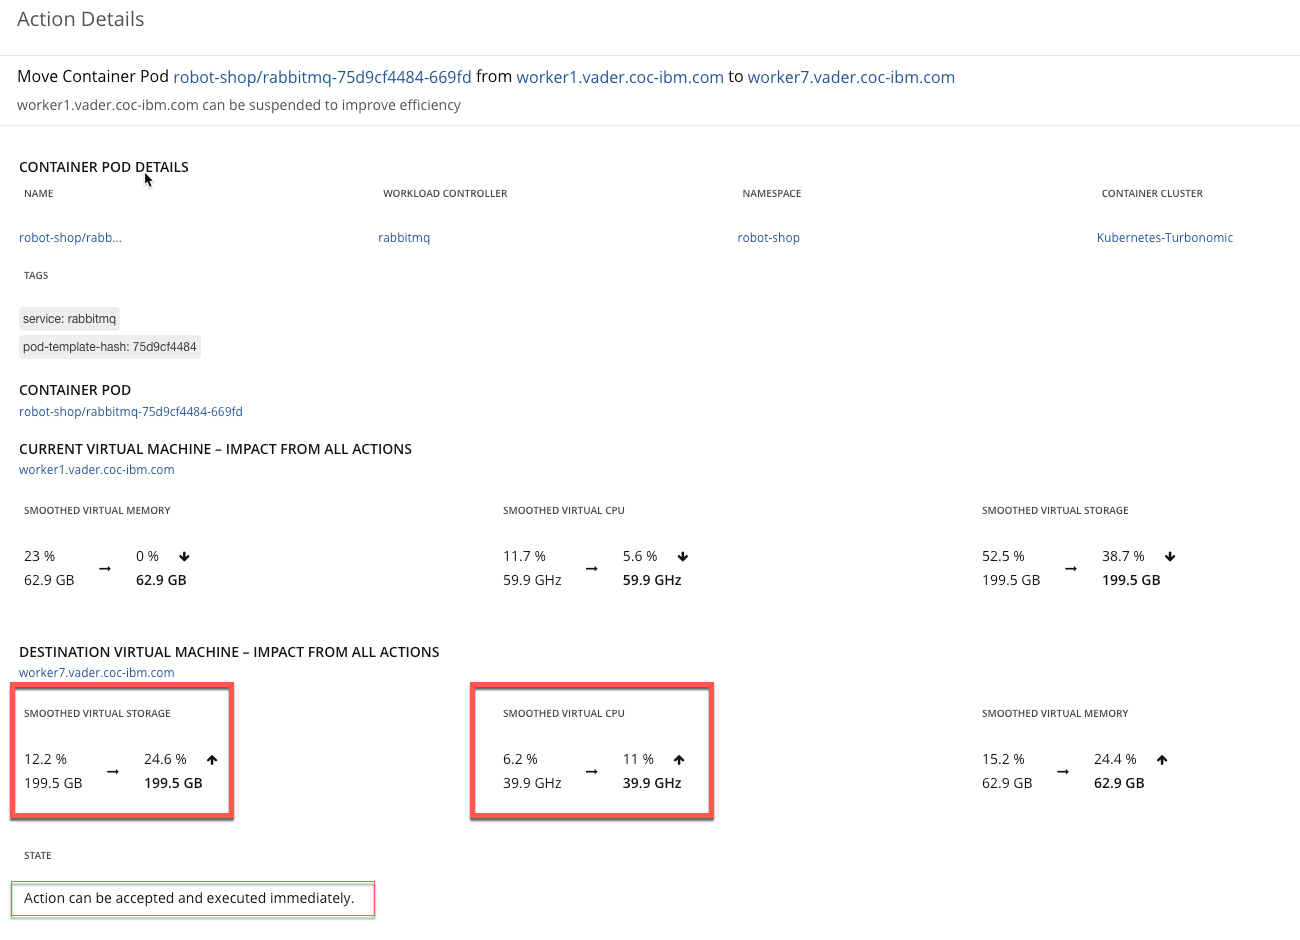 Action Details
Move Container Pod robot-shop/rabbitmq-75d9cf4484-669fd from worker1.vader.coc-ibm.com to worker7.vader.coc-ibm.com
worker1.vader.coc-ibm.com can be suspended to improve efficiency
CONTAINER POD DETAILS
NAME WORKLOAD CONTROLLER NAMESPACE CONTAINER CLUSTER
robot-shop/rabb... rabbitmq robot-shop Kubernetes-Turbonomic
TAGS
service: rabbitmq
pod-template-hash: 75d9cf4484
CONTAINER POD
robot-shop/rabbitmq-75d9cf4484-669fd
CURRENT VIRTUAL MACHINE – IMPACT FROM ALL ACTIONS
worker1.vader.coc-ibm.com
SMOOTHED VIRTUAL MEMORY SMOOTHED VIRTUAL CPU SMOOTHED VIRTUAL STORAGE
23 % 0 % 11.7 % 5.6 % 52.5 % 38.7 %
62.9 GB 62.9 GB 59.9 GHz 59.9 GHz 199.5 GB 199.5 GB
DESTINATION VIRTUAL MACHINE – IMPACT FROM ALL ACTIONS
worker7.vader.coc-ibm.com
SMOOTHED VIRTUAL STORAGE SMOOTHED VIRTUAL CPU SMOOTHED VIRTUAL MEMORY
12.2 % 24.6 % 6.2 % 11 % 15.2 % 24.4 %
199.5 GB 199.5 GB 39.9 GHz 39.9 GHz 62.9 GB 62.9 GB
STATE
Action can be accepted and executed immediately.